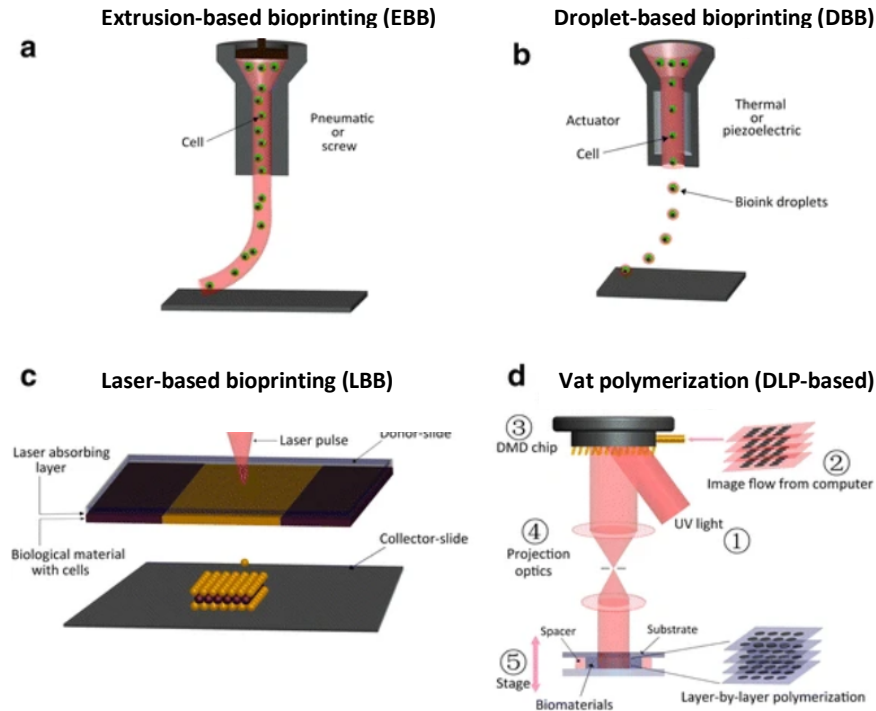 Extrusion-based bioprinting (EBB)
a
Cell
Pneumatic
or
screw
Droplet-based bioprinting (DBB)
b
Actuator
Cell
Thermal
or
piezoelectric
Bioink droplets
c
Laser-based bioprinting (LBB)
Laser pulse
Donor-slide
Laser absorbing
layer
Biological material
with cells
Collector-slide
d
Vat polymerization (DLP-based)
③
DMD chip
②
Image flow from computer
UV light
①
④
Projection
optics
Spacer
Substrate
⑤
Stage
Biomaterials
Layer-by-layer polymerization